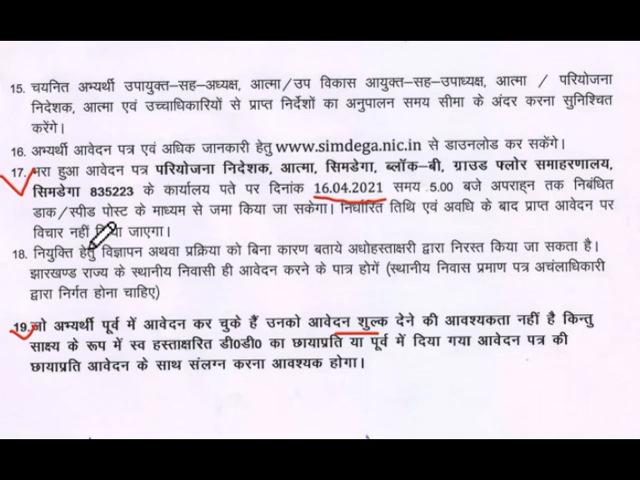 15. चयनित अभ्यर्थी उपायुक्त–सह–अध्यक्ष, आत्मा/उप विकास आयुक्त–सह–उपाध्यक्ष, आत्मा / परियोजना
निदेशक, आत्मा एवं उच्चाधिकारियों से प्राप्त निर्देशों का अनुपालन समय सीमा के अंदर करना सुनिश्चित
करेंगे।
16. अभ्यर्थी आवेदन पत्र एवं अधिक जानकारी हेतु www.simdega.nic.in से डाउनलोड कर सकेंगे।
17. भरा हुआ आवेदन पत्र परियोजना निदेशक, आत्मा, सिमडेगा, ब्लॉक–बी, ग्राउड फ्लोर समाहरणालय,
सिमडेगा 835223 के कार्यालय पते पर दिनांक 16.04.2021 समय 5.00 बजे अपराह्न तक निबंधित
डाक/स्पीड पोस्ट के माध्यम से जमा किया जा सकेगा। निर्धारित तिथि एवं अवधि के बाद प्राप्त आवेदन पर
विचार नहीं किया जाएगा।
18. नियुक्ति हेतु विज्ञापन अथवा प्रक्रिया को बिना कारण बताये अधोहस्ताक्षरी द्वारा निरस्त किया जा सकता है।
झारखण्ड राज्य के स्थानीय निवासी ही आवेदन करने के पात्र होगें (स्थानीय निवास प्रमाण पत्र अचंलाधिकारी
द्वारा निर्गत होना चाहिए)
19. जो अभ्यर्थी पूर्व में आवेदन कर चुके हैं उनको आवेदन शुल्क देने की आवश्यकता नहीं है किन्तु
साक्ष्य के रूप में स्व हस्ताक्षरित डी0डी0 का छायाप्रति या पूर्व में दिया गया आवेदन पत्र की
छायाप्रति आवेदन के साथ संलग्न करना आवश्यक होगा।